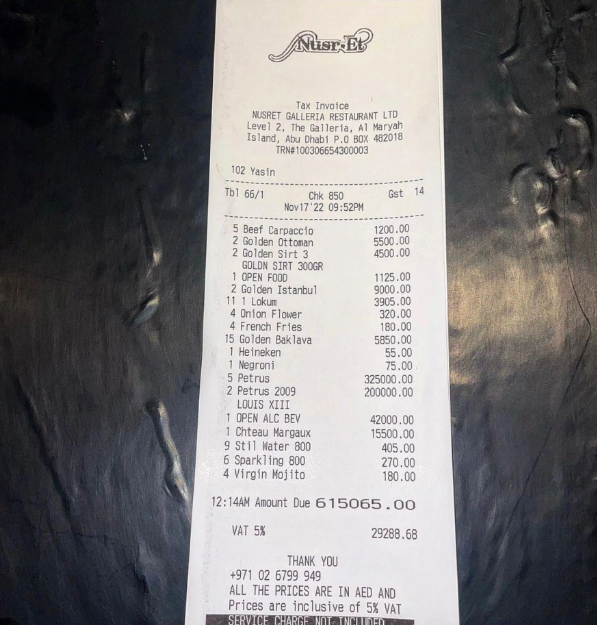 Nusr-Et
Tax Invoice
NUSRET GALLERIA RESTAURANT LTD
Level 2, The Galleria, Al Maryah
Island, Abu Dhabi P.O BOX 482018
TRN#100306654300003
102 Yasin
Tbl 66/1 Chk 850 Gst 14
Nov17'22 09:52PM
5 Beef Carpaccio 1200.00
2 Golden Ottoman 5500.00
2 Golden Sirt 3 4500.00
GOLDN SIRT 300GR
1 OPEN FOOD 1125.00
2 Golden Istanbul 9000.00
11 1 Lokum 3905.00
4 Onion Flower 320.00
4 French Fries 180.00
15 Golden Baklava 5850.00
1 Heineken 55.00
1 Negroni 75.00
5 Petrus 325000.00
2 Petrus 2009 200000.00
LOUIS XIII
1 OPEN ALC BEV 42000.00
1 Chteau Margaux 15500.00
9 Stil Water 800 405.00
6 Sparkling 800 270.00
4 Virgin Mojito 180.00
12:14AM Amount Due 615065.00
VAT 5% 29288.68
THANK YOU
+971 02 6799 949
ALL THE PRICES ARE IN AED AND
Prices are inclusive of 5% VAT
SERVICE CHARGE NOT INCLUDED